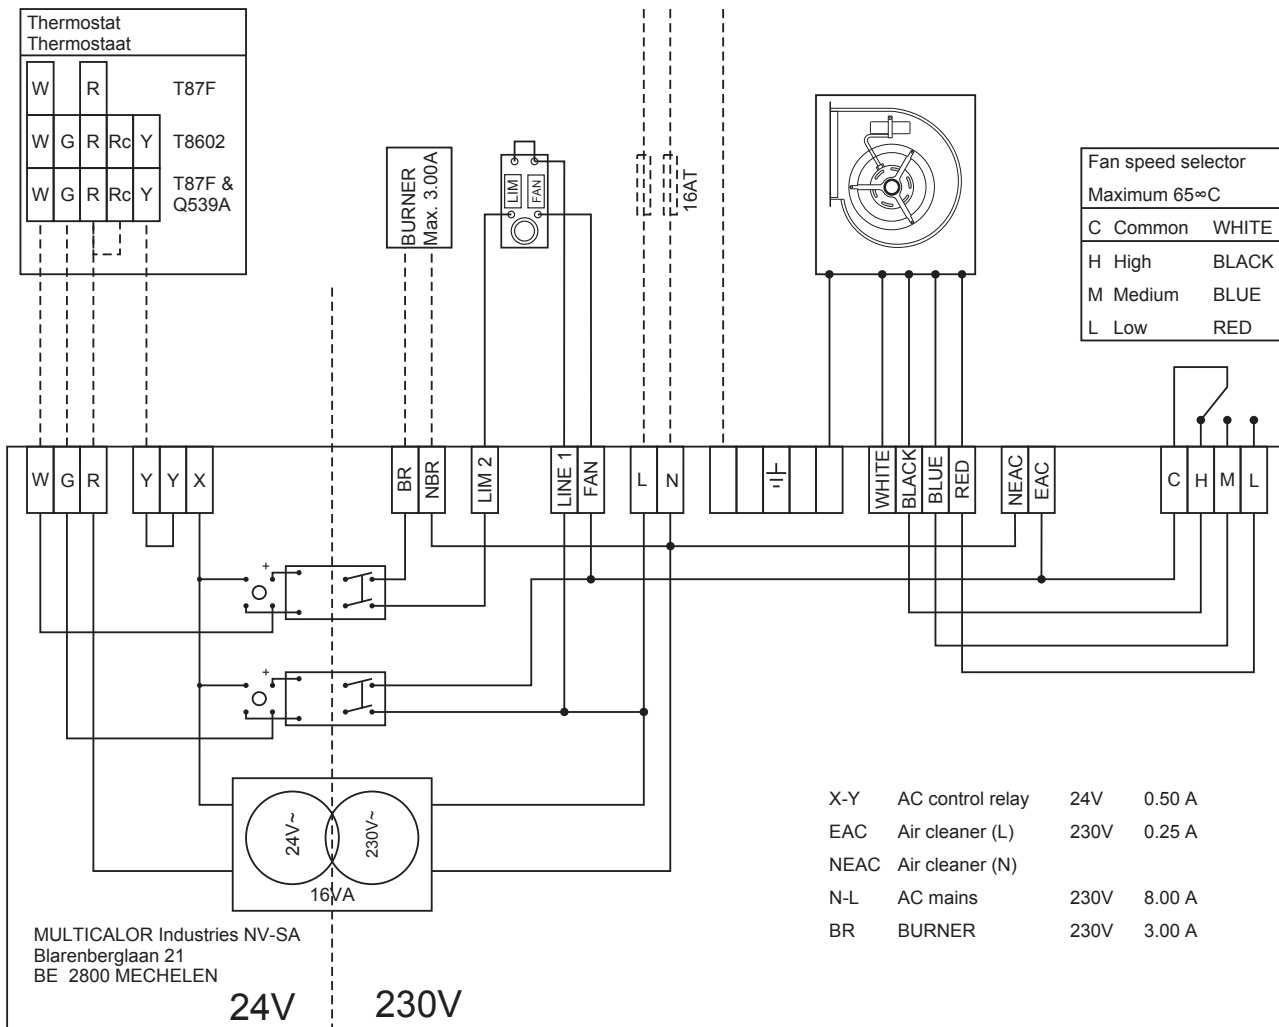 Thermostat
Thermostaat
W R T87F
W G R Rc Y T8602
W G R Rc Y T87F &
Q539A
BURNER
Max. 3.00A
LIM FAN
16AT
Fan speed selector
Maximum 65∞C
C Common WHITE
H High BLACK
M Medium BLUE
L Low RED
W G R Y Y X BR NBR LIM 2 LINE 1 FAN L N WHITE BLACK BLUE RED NEAC EAC C H M L
+
+
24V~ 230V~
16VA
X-Y AC control relay 24V 0.50 A
EAC Air cleaner (L) 230V 0.25 A
NEAC Air cleaner (N)
N-L AC mains 230V 8.00 A
BR BURNER 230V 3.00 A
MULTICALOR Industries NV-SA
Blarenberglaan 21
BE 2800 MECHELEN
24V 230V